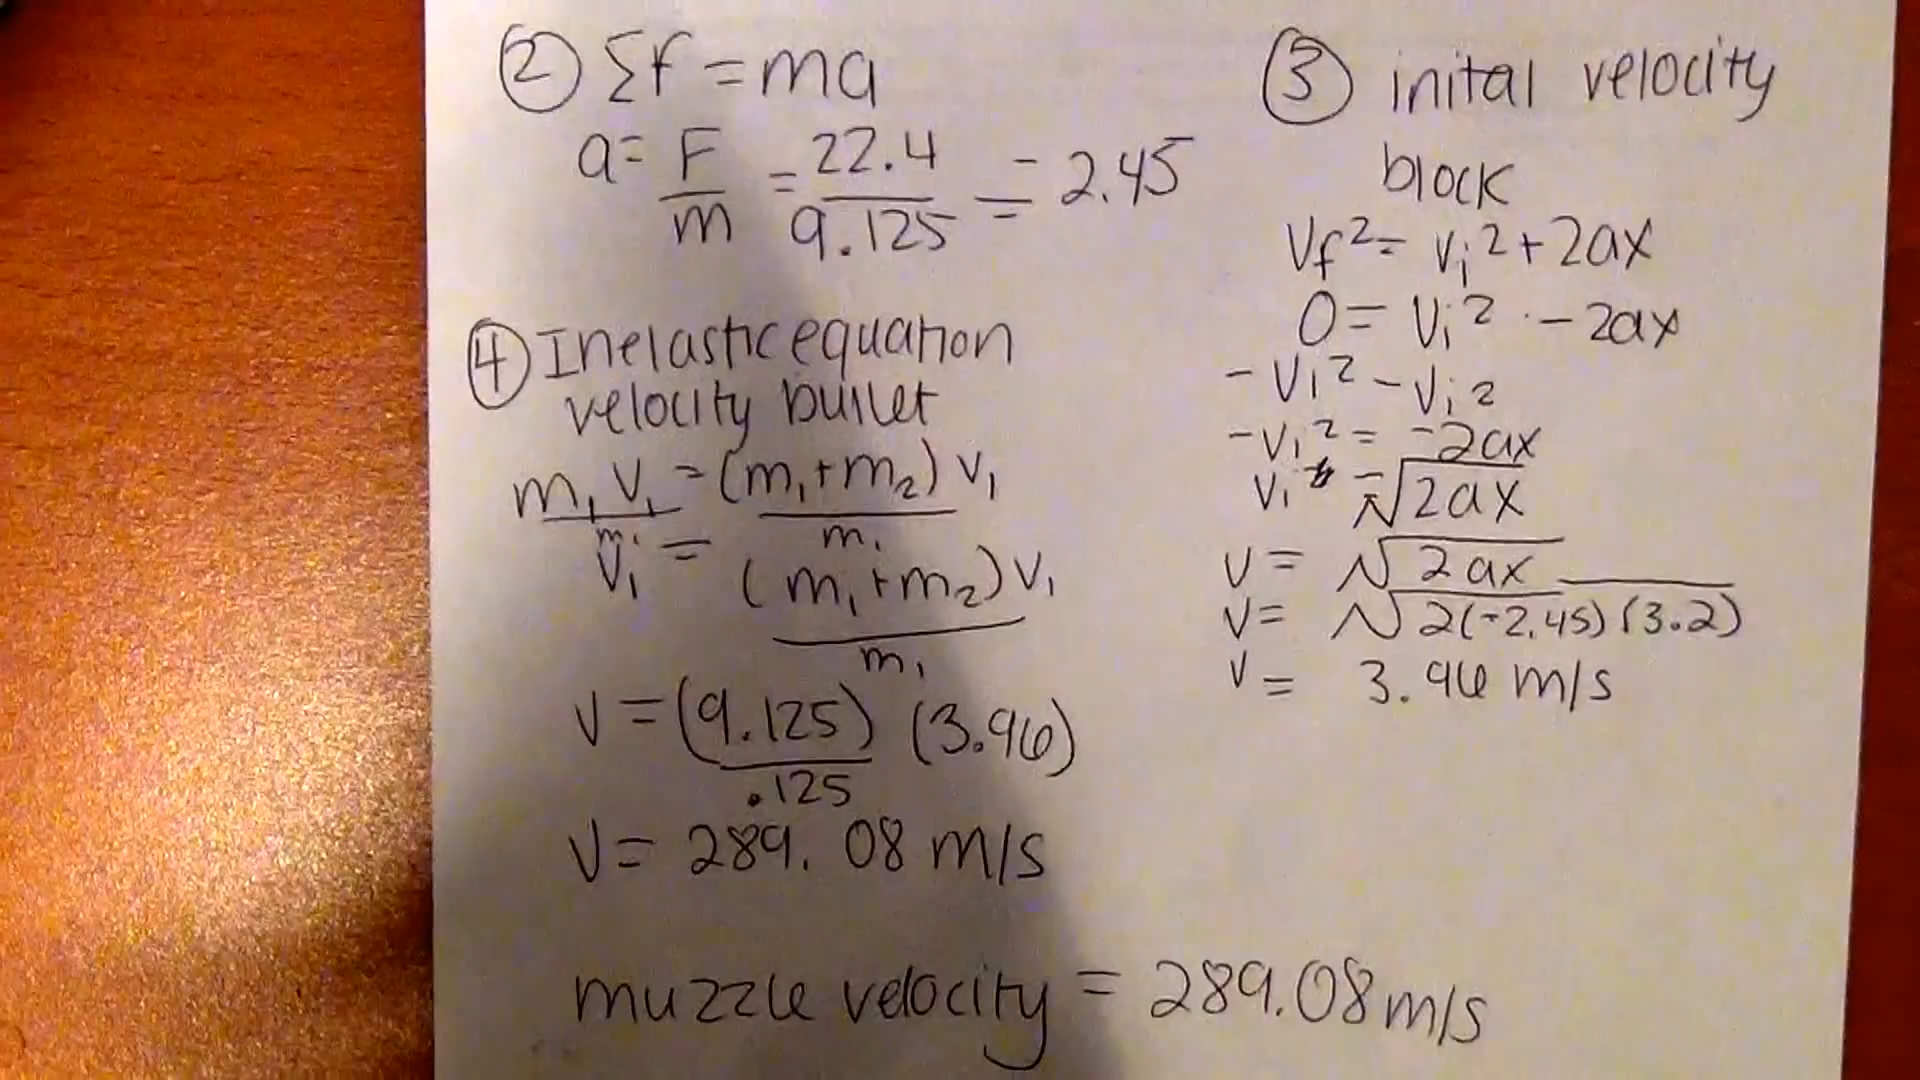 ② ΣF = ma
a = F/m = 22.4/9.125 = -2.45
③ inital velocity
block
Vf² = Vi² + 2ax
0 = Vi² - 2ax
-Vi² -Vi²
-Vi² = -2ax
Vi = √2ax
V = √2ax
V = √2(-2.45)(3.2)
V = 3.96 m/s
④ Inelastic equation
velocity bullet
m₁V₁ = (m₁+m₂)V₁
m₁ m₁
V₁ = (m₁+m₂)V₁
m₁
V = (9.125) (3.96)
.125
V = 289.08 m/s
muzzle velocity = 289.08 m/s